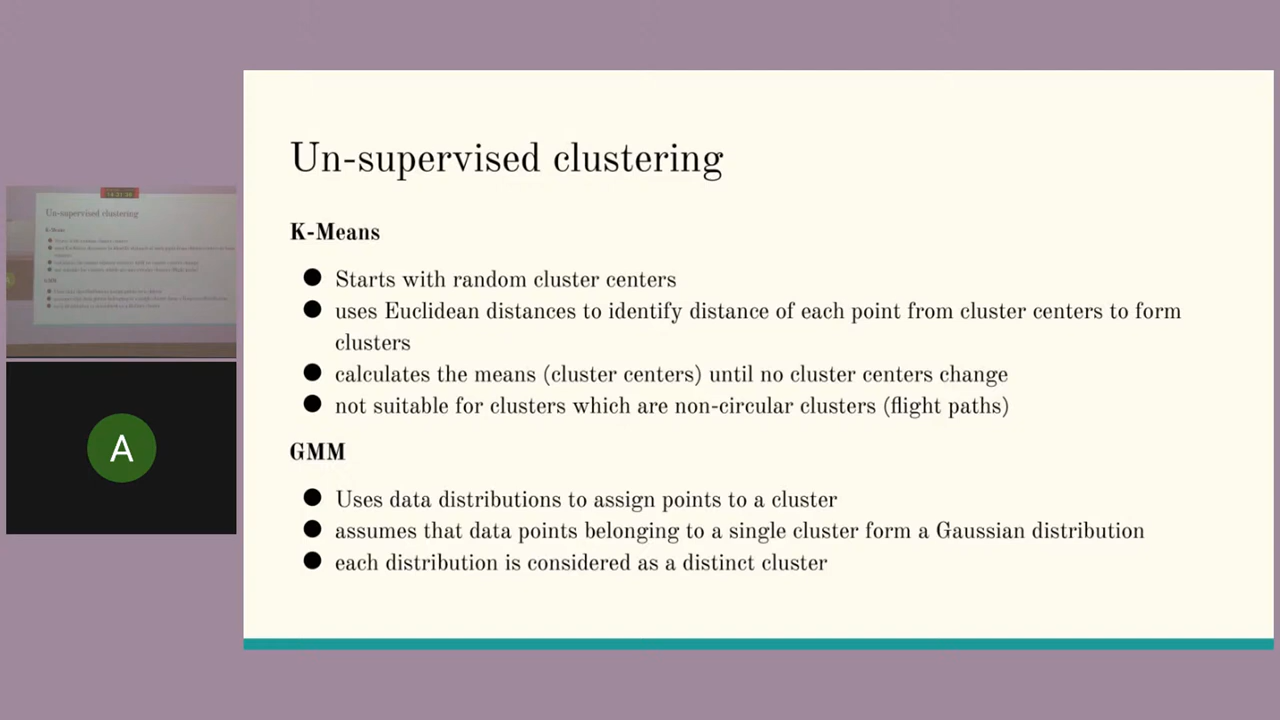 Un-supervised clustering
K-Means
● Starts with random cluster centers
● uses Euclidean distances to identify distance of each point from cluster centers to form
clusters
● calculates the means (cluster centers) until no cluster centers change
● not suitable for clusters which are non-circular clusters (flight paths)
GMM
● Uses data distributions to assign points to a cluster
● assumes that data points belonging to a single cluster form a Gaussian distribution
● each distribution is considered as a distinct cluster
Un-supervised clustering
A